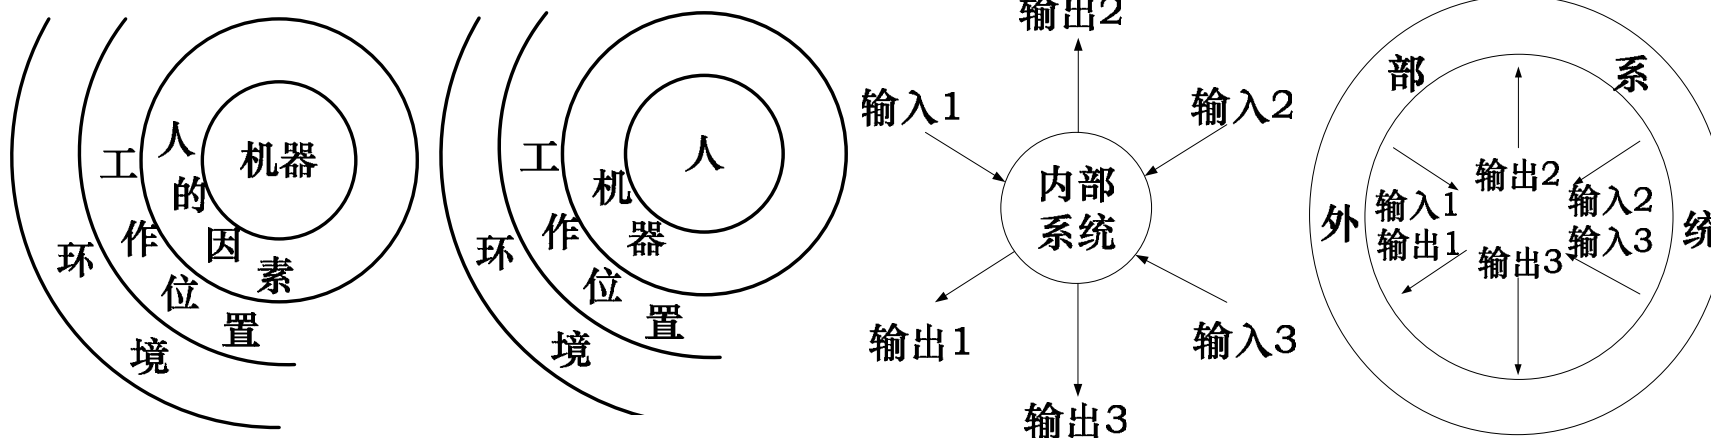 机器
人的因素
工作位置
环境
人
机器
工作位置
环境
输出2
输入1
输入2
内部
系统
输出1
输入3
输出3
外部系统
输出2
输入1
输入2
输出1
输入3
输出3